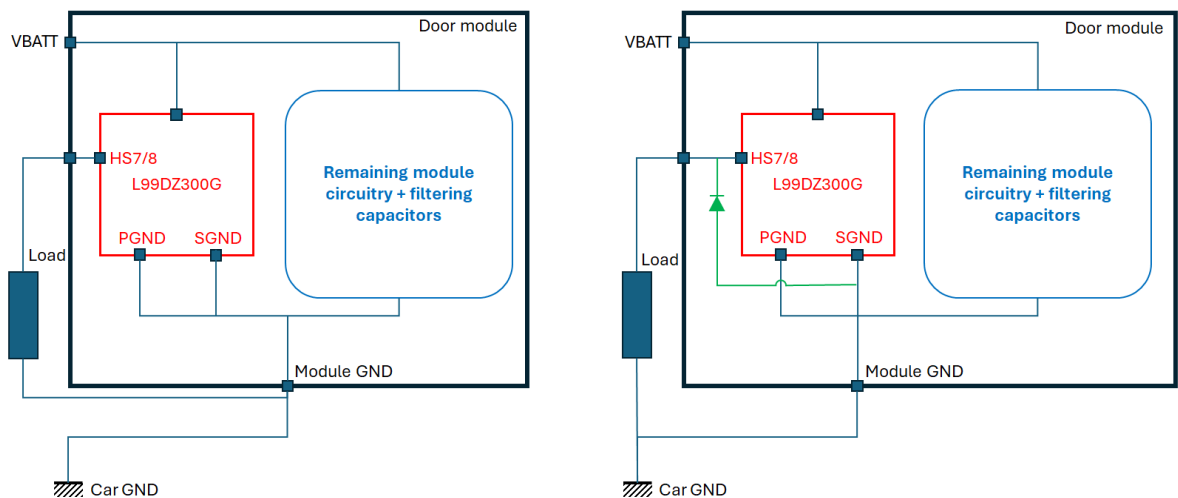 Door module
VBATT
HS7/8
L99DZ300G
Remaining module
circuitry + filtering
capacitors
PGND
SGND
Load
Module GND
Car GND
Door module
VBATT
HS7/8
L99DZ300G
Remaining module
circuitry + filtering
capacitors
PGND
SGND
Load
Module GND
Car GND